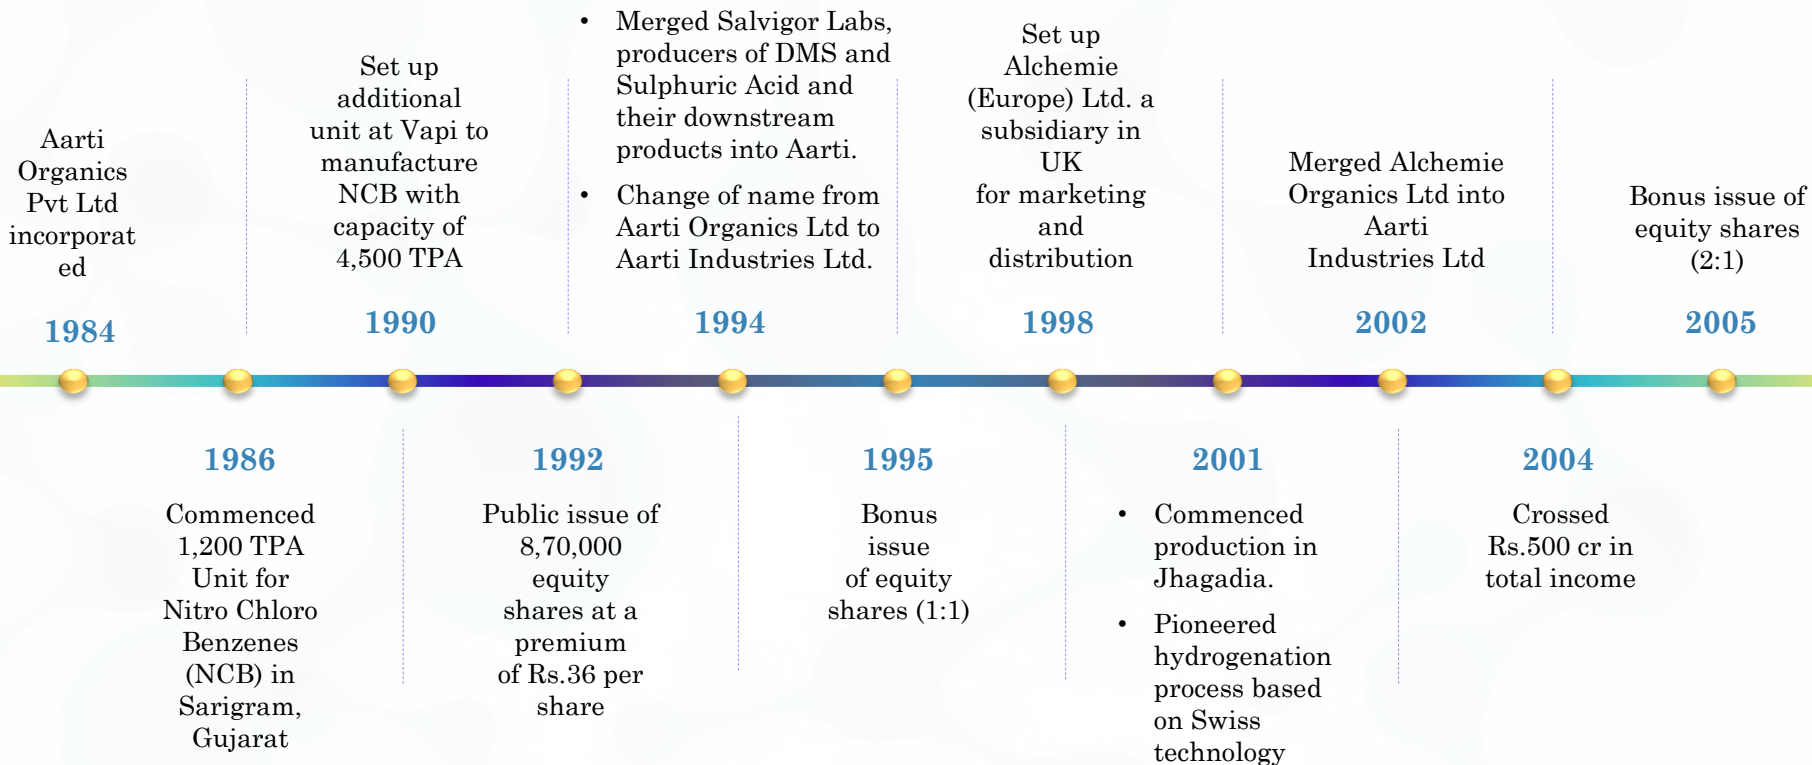 Aarti
Organics
Pvt Ltd
incorporat
ed
1984
Set up
additional
unit at Vapi to
manufacture
NCB with
capacity of
4,500 TPA
1990
• Merged Salvigor Labs,
producers of DMS and
Sulphuric Acid and
their downstream
products into Aarti.
• Change of name from
Aarti Organics Ltd to
Aarti Industries Ltd.
1994
Set up
Alchemie
(Europe) Ltd. a
subsidiary in
UK
for marketing
and
distribution
1998
Merged Alchemie
Organics Ltd into
Aarti
Industries Ltd
2002
Bonus issue of
equity shares
(2:1)
2005
1986
Commenced
1,200 TPA
Unit for
Nitro Chloro
Benzenes
(NCB) in
Sarigram,
Gujarat
1992
Public issue of
8,70,000
equity
shares at a
premium
of Rs.36 per
share
1995
Bonus
issue
of equity
shares (1:1)
2001
• Commenced
production in
Jhagadia.
• Pioneered
hydrogenation
process based
on Swiss
technology
2004
Crossed
Rs.500 cr in
total income